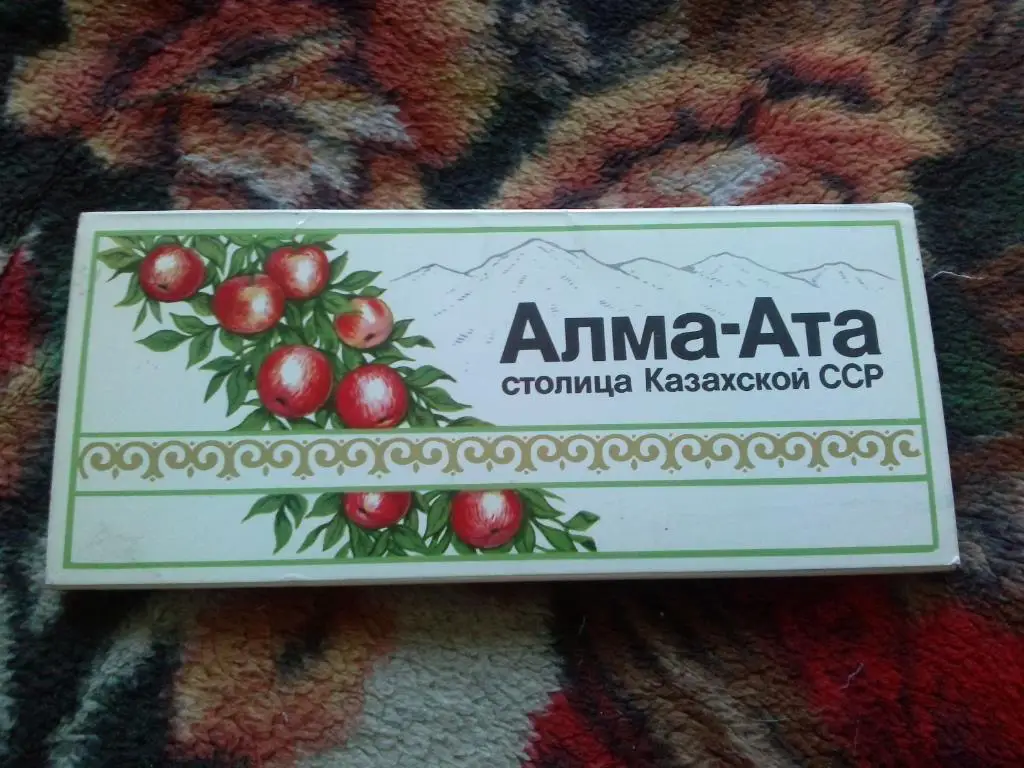 Алма-Ата
столица Казахской ССР